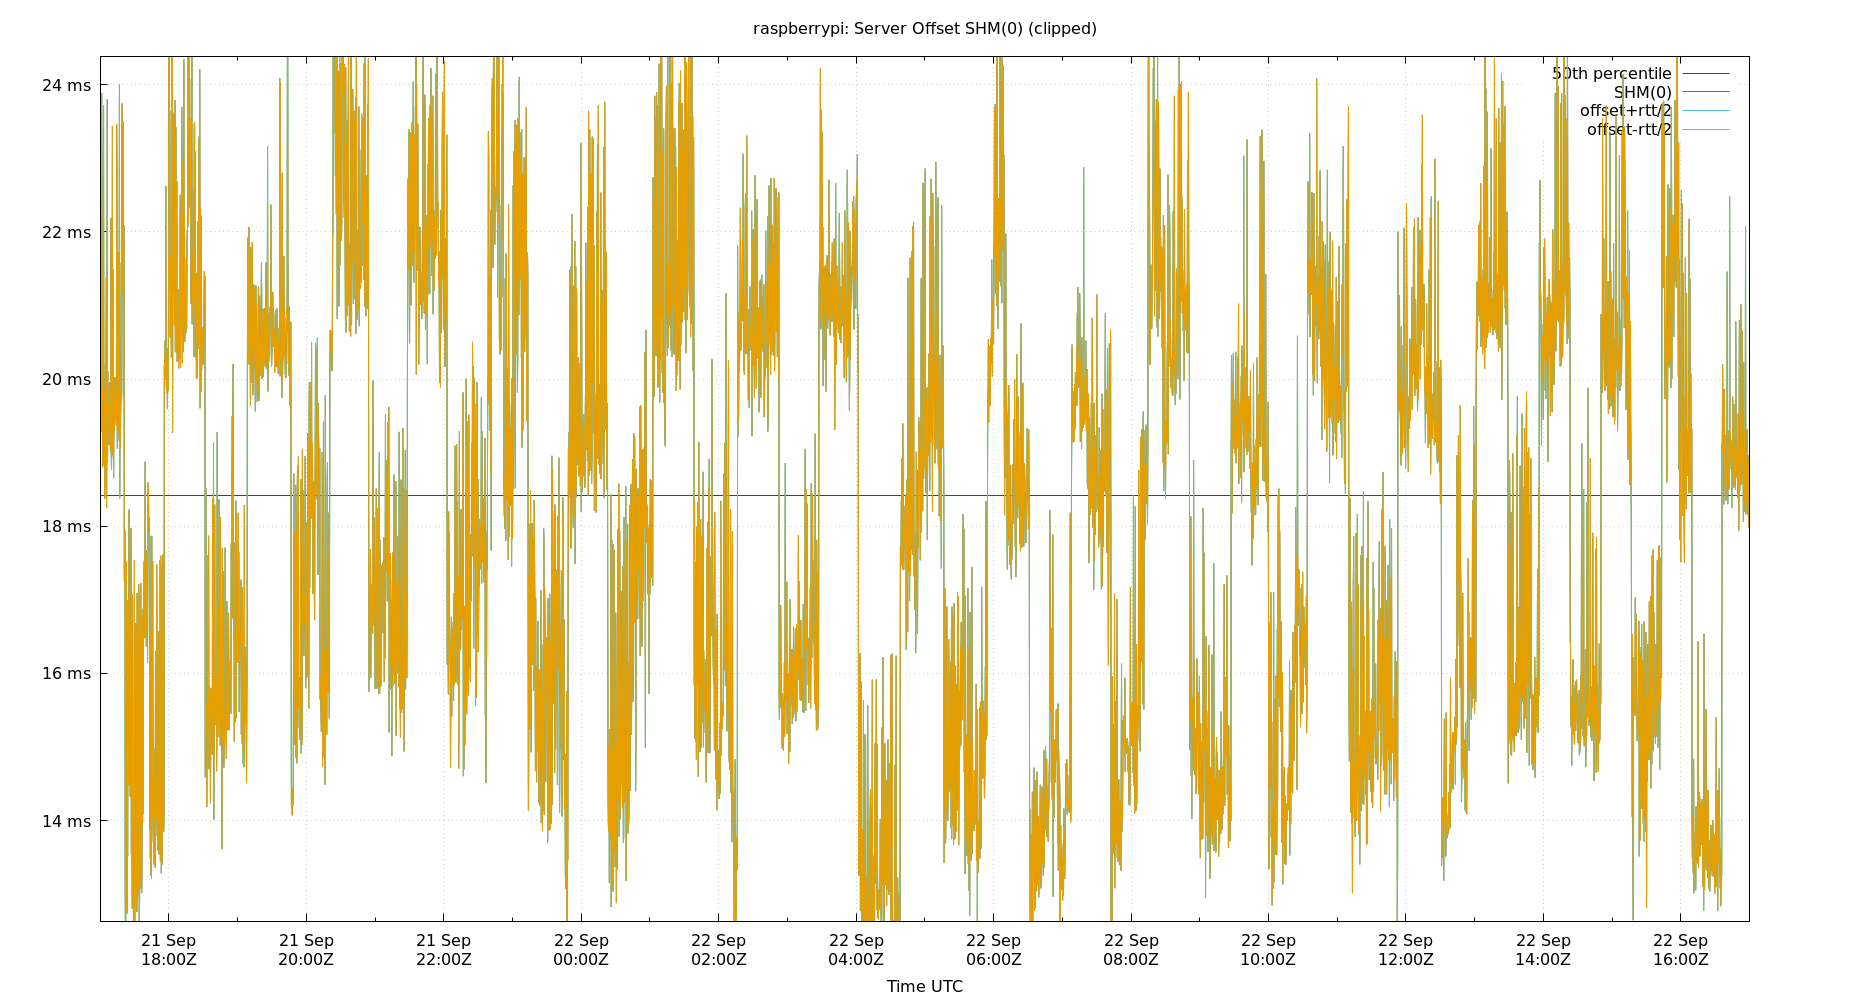 raspberrypi: Server Offset SHM(0) (clipped)
24 ms
22 ms
20 ms
18 ms
16 ms
14 ms
50th percentile
SHM(0)
offset+rtt/2
offset-rtt/2
21 Sep 21 Sep 21 Sep 22 Sep 22 Sep 22 Sep 22 Sep 22 Sep 22 Sep 22 Sep 22 Sep 22 Sep
18:00Z 20:00Z 22:00Z 00:00Z 02:00Z 04:00Z 06:00Z 08:00Z 10:00Z 12:00Z 14:00Z 16:00Z
Time UTC